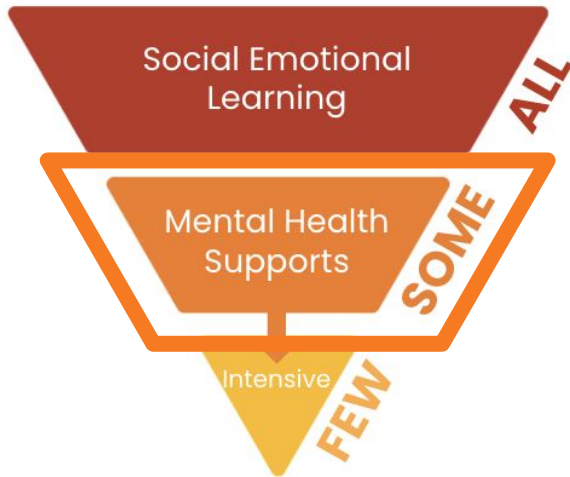 Social Emotional
Learning
ALL
Mental Health
Supports
SOME
Intensive
FEW